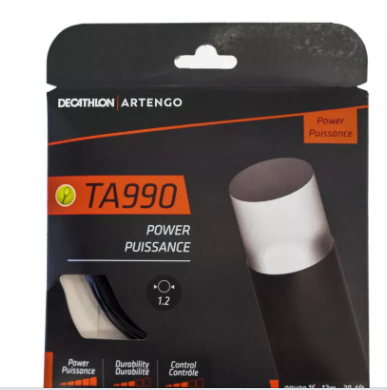 DECATHLON | ARTENGO
Power
Puissance
TA990
POWER
PUISSANCE
1.2
Power
Puissance
Durability
Durabilité
Control
Contrôle